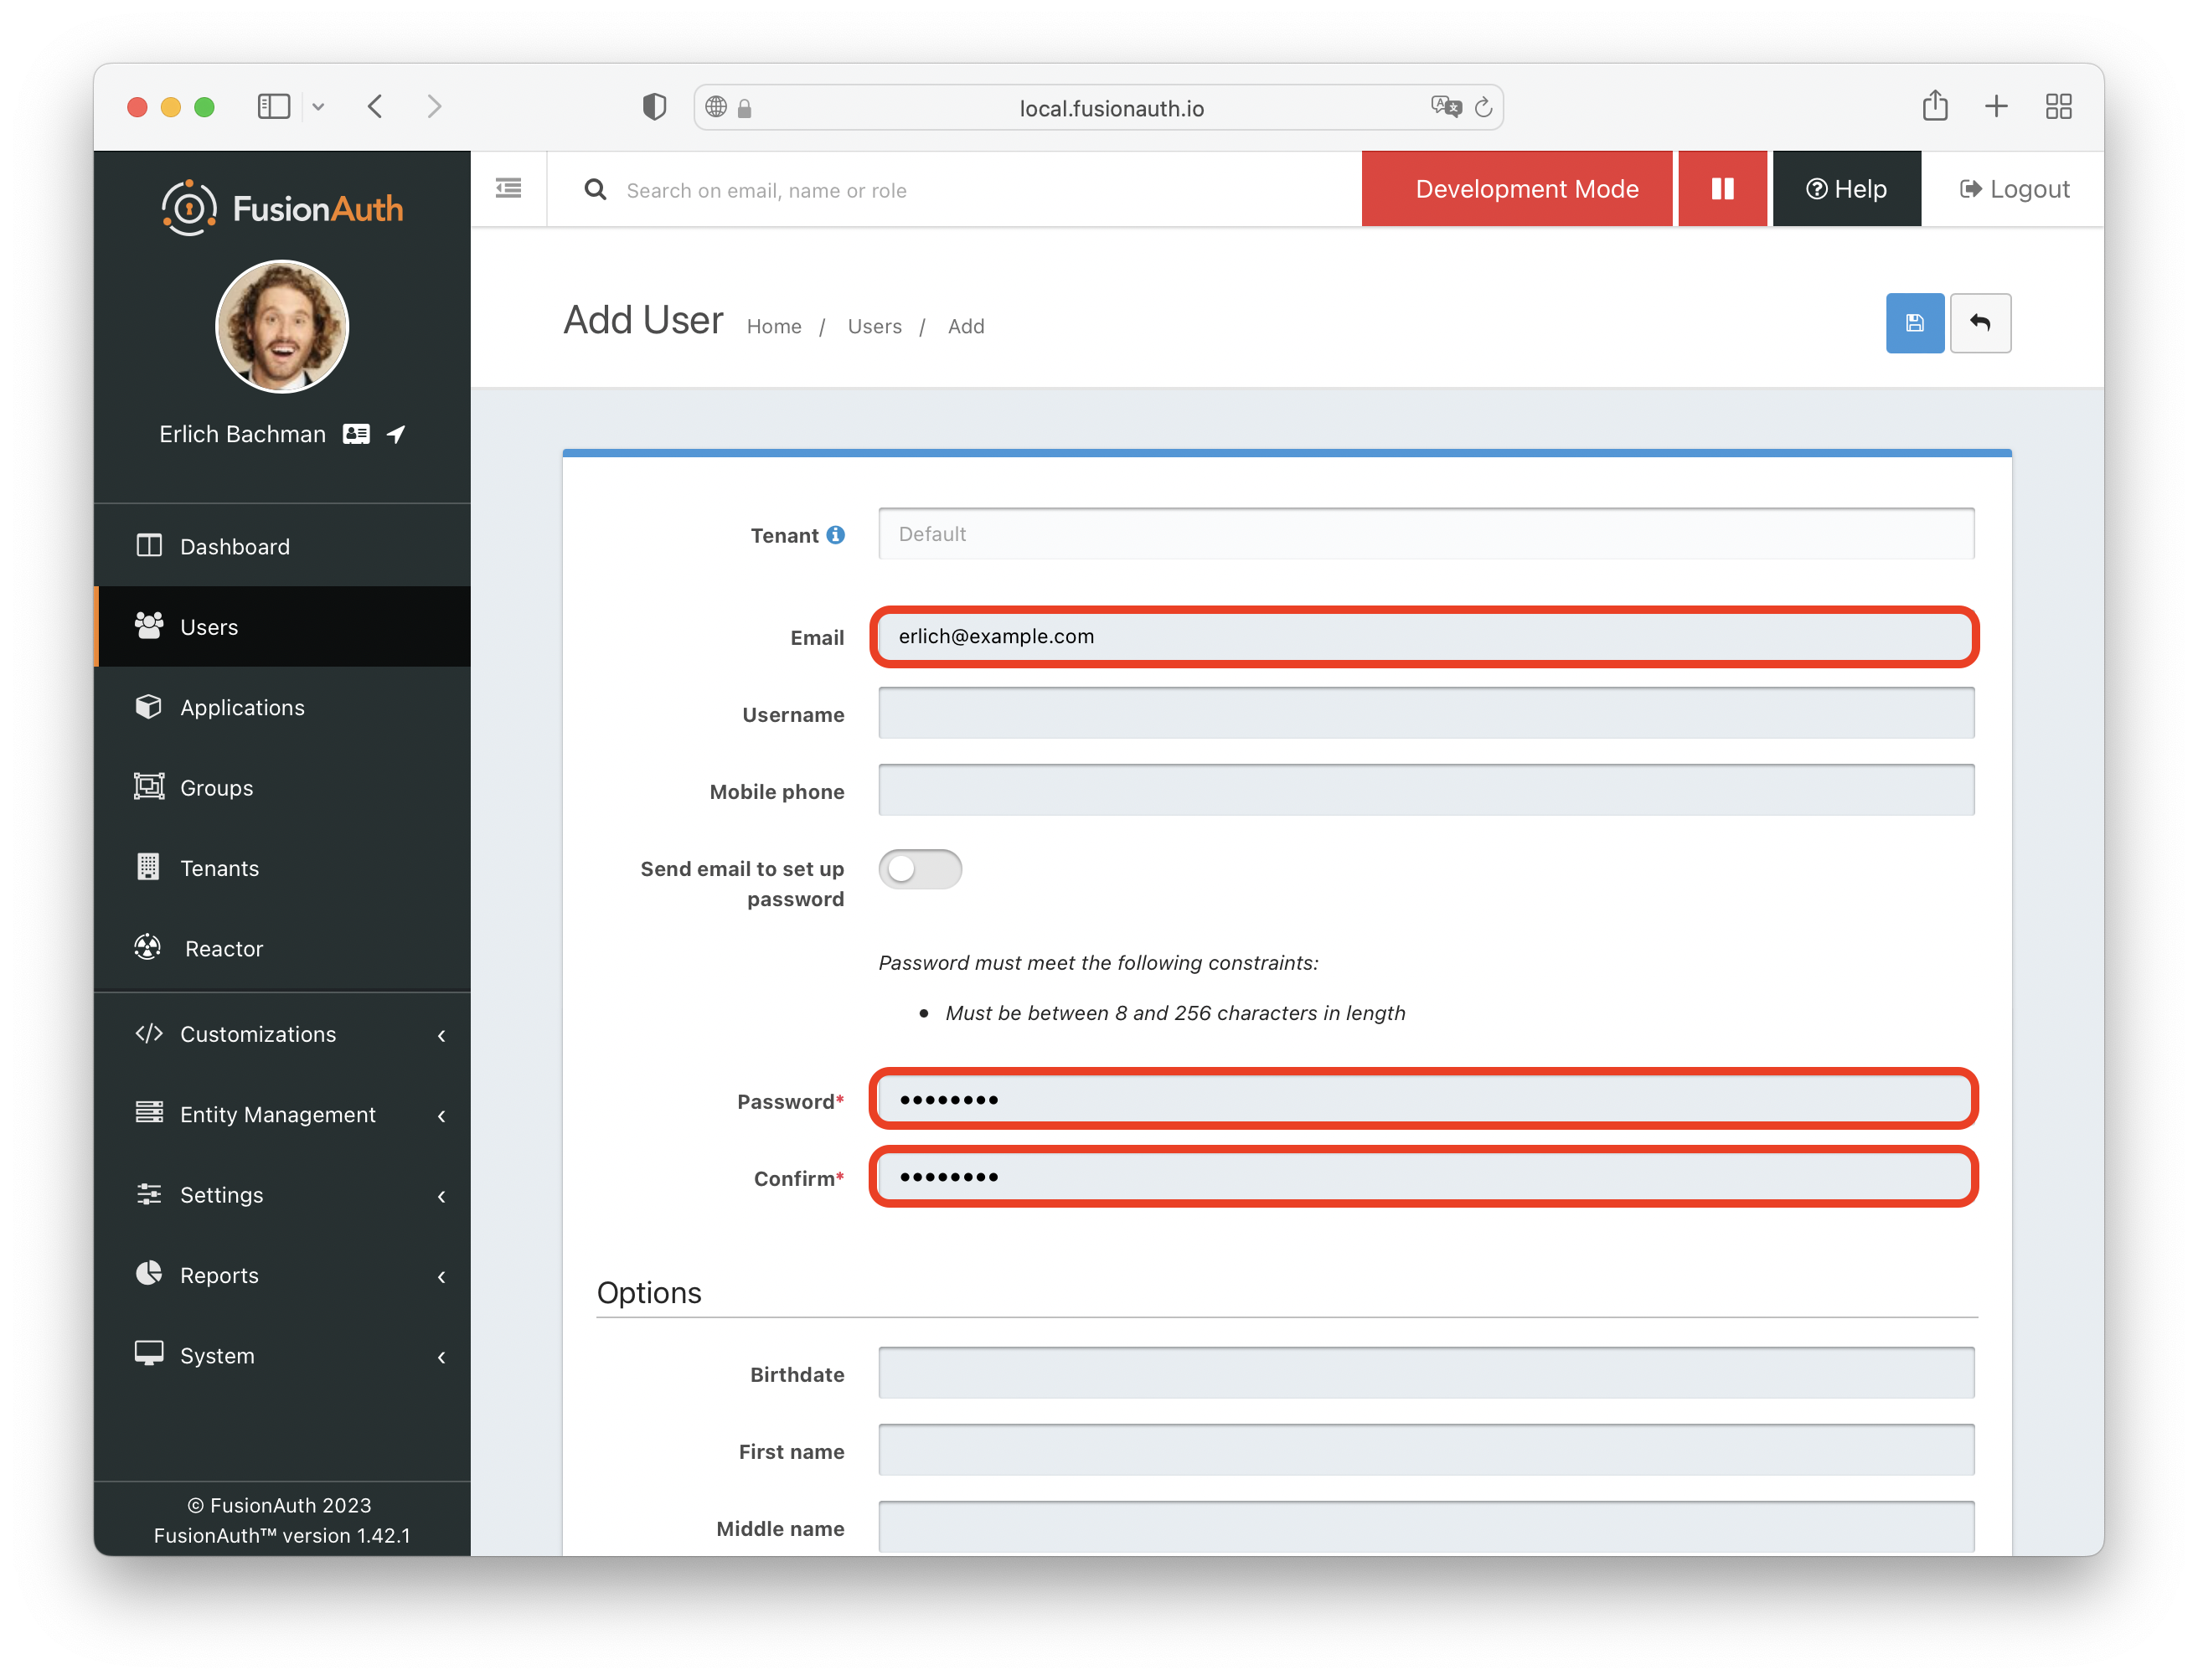 local.fusionauth.io
FusionAuth
Search on email, name or role
Development Mode
Help
Logout
Add User
Home / Users / Add
Erlich Bachman
Dashboard
Users
Applications
Groups
Tenants
Reactor
Customizations
Entity Management
Settings
Reports
System
© FusionAuth 2023
FusionAuth™ version 1.42.1
Tenant
Default
Email
erlich@example.com
Username
Mobile phone
Send email to set up
password
Password must meet the following constraints:
• Must be between 8 and 256 characters in length
Password*
••••••••
Confirm*
••••••••
Options
Birthdate
First name
Middle name